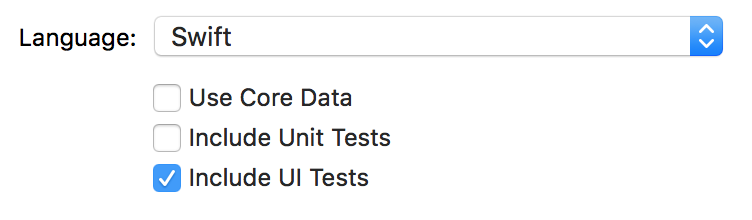 Language: Swift
Use Core Data
Include Unit Tests
Include UI Tests